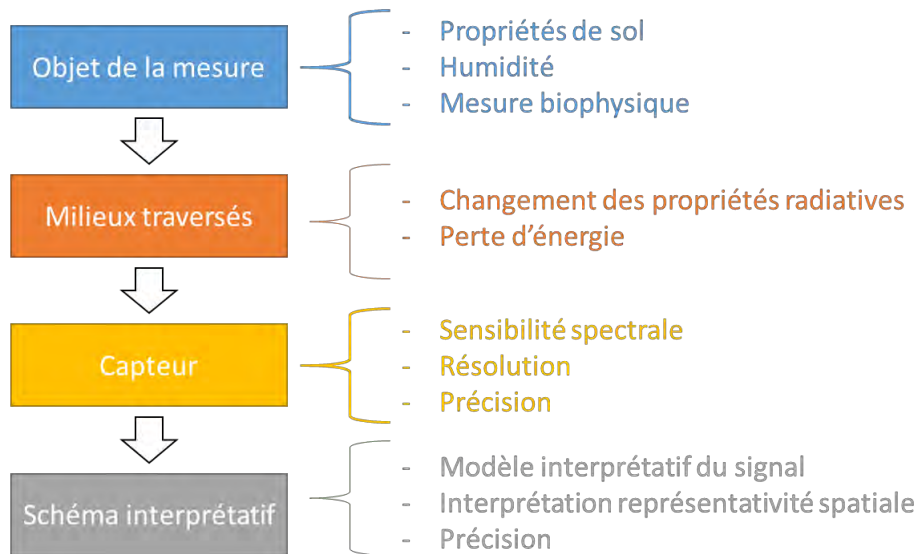 Objet de la mesure
- Propriétés de sol
- Humidité
- Mesure biophysique
Milieux traversés
- Changement des propriétés radiatives
- Perte d'énergie
Capteur
- Sensibilité spectrale
- Résolution
- Précision
Schéma interprétatif
- Modèle interprétatif du signal
- Interprétation représentativité spatiale
- Précision